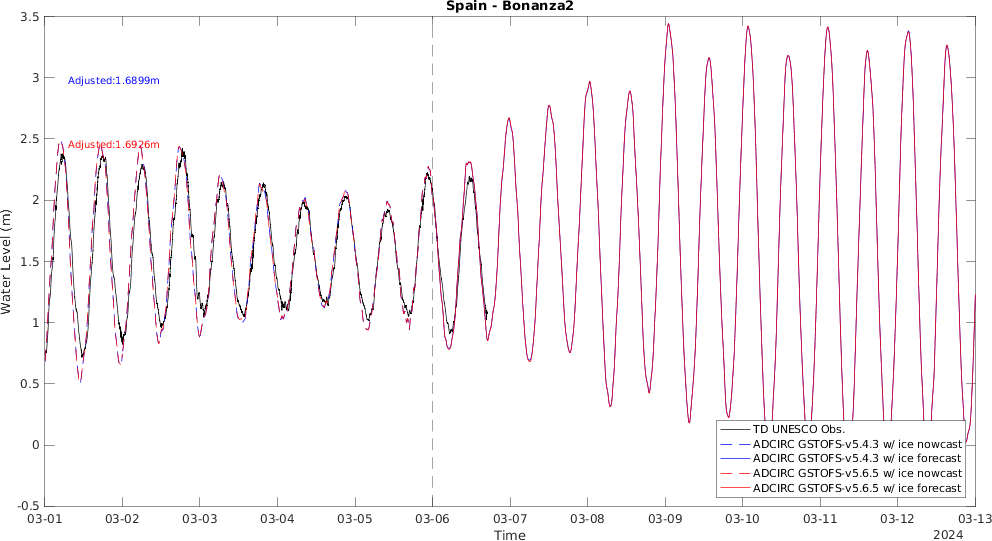 Spain - Bonanza2
3.5
3
2.5
2
1.5
1
0.5
0
-0.5
Water Level (m)
Adjusted:1.6899m
Adjusted:1.6926m
TD UNESCO Obs.
ADCIRC GSTOFS-v5.4.3 w/ ice nowcast
ADCIRC GSTOFS-v5.4.3 w/ ice forecast
ADCIRC GSTOFS-v5.6.5 w/ ice nowcast
ADCIRC GSTOFS-v5.6.5 w/ ice forecast
03-01 03-02 03-03 03-04 03-05 03-06 03-07 03-08 03-09 03-10 03-11 03-12 03-13
Time
2024